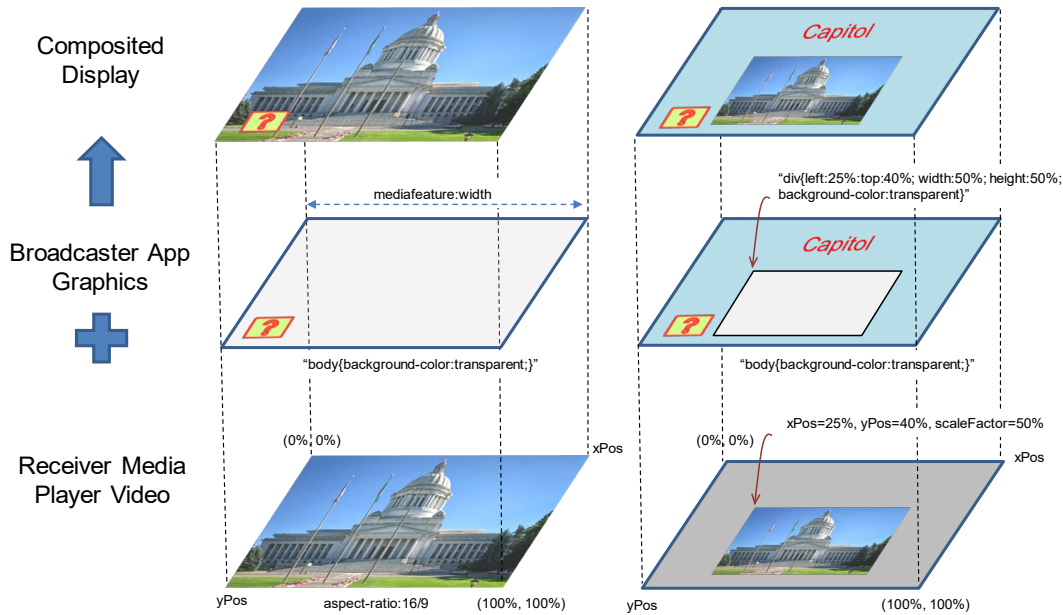 Composited
Display
Capitol
?
?
mediafeature:width
“div{left:25%:top:40%; width:50%; height:50%;
background-color:transparent}”
Broadcaster App
Graphics
Capitol
?
?
“body{background-color:transparent;}”
“body{background-color:transparent;}”
xPos=25%, yPos=40%, scaleFactor=50%
(0%, 0%)
(0%, 0%)
xPos
xPos
Receiver Media
Player Video
yPos
aspect-ratio:16/9
(100%, 100%)
yPos
(100%, 100%)